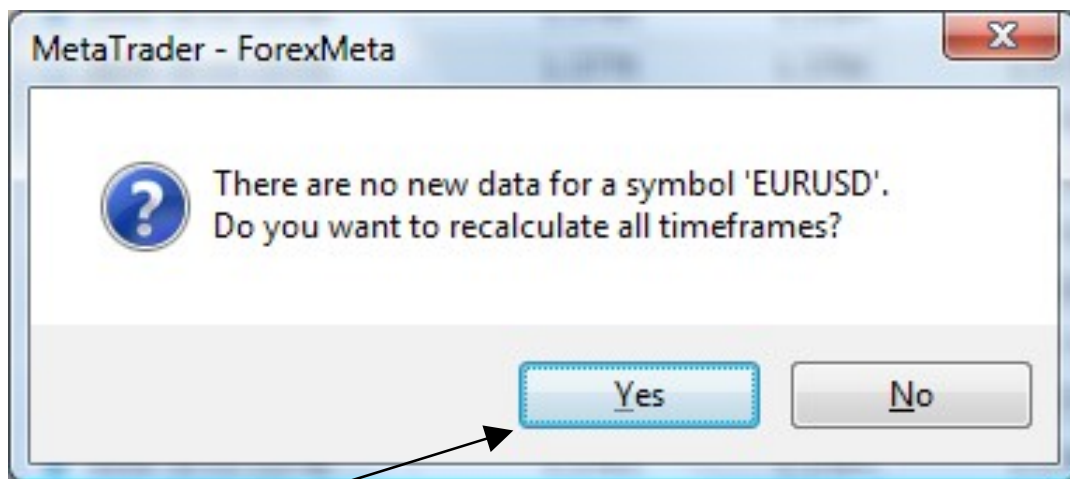 MetaTrader - ForexMeta
There are no new data for a symbol 'EURUSD'.
Do you want to recalculate all timeframes?
Yes
No